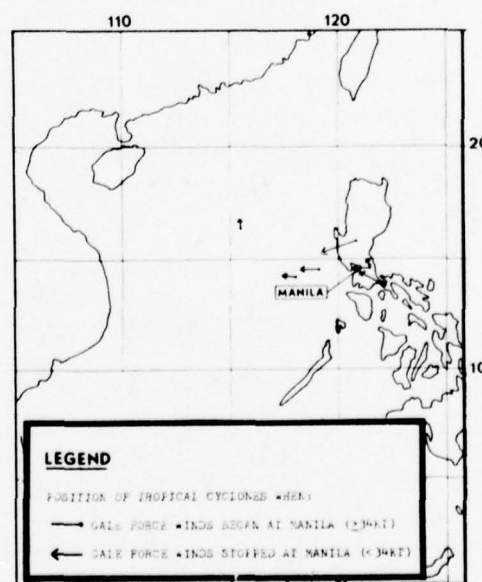 110 120
20
MANILA
10
LEGEND
POSITION OF TROPICAL CYCLONES WHEN:
GALE FORCE WINDS BEGAN AT MANILA (≥34KT)
GALE FORCE WINDS STOPPED AT MANILA (<34KT)